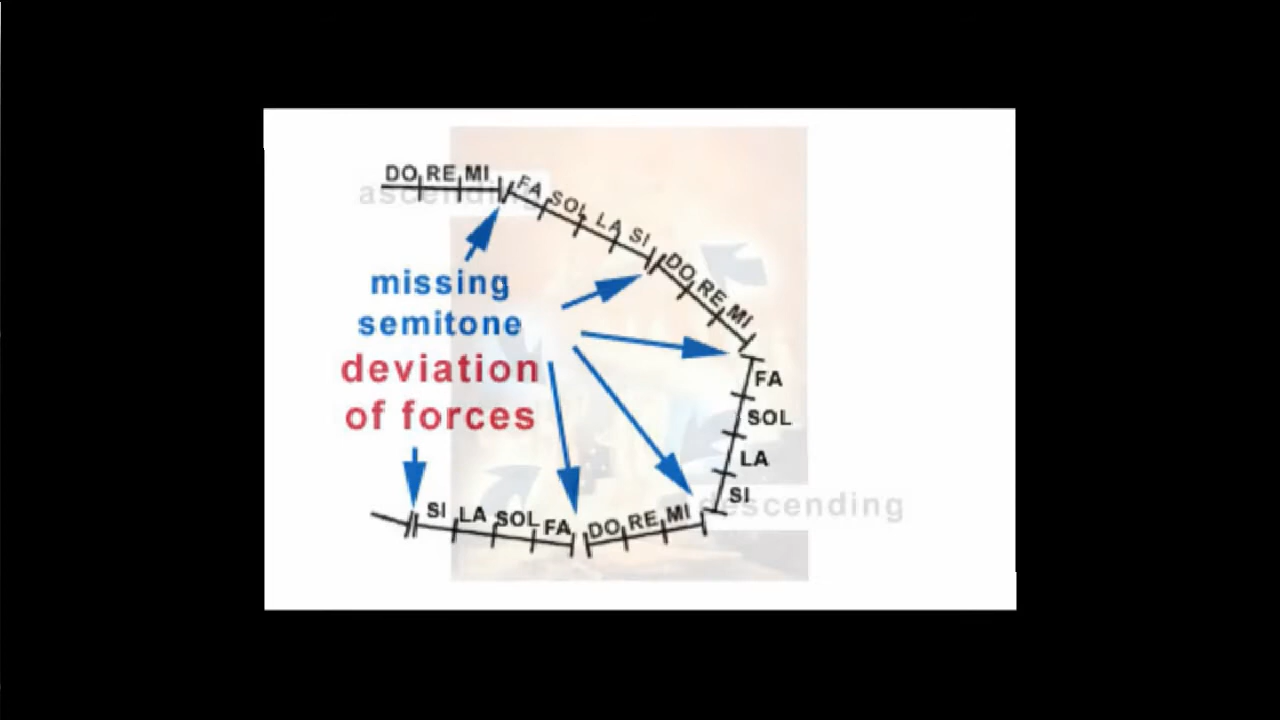 DO RE MI
FA SOL LA SI
ascending
DO RE MI
missing
semitone
deviation
of forces
FA
SOL
LA
SI
descending
SI LA SOL FA
DO RE MI